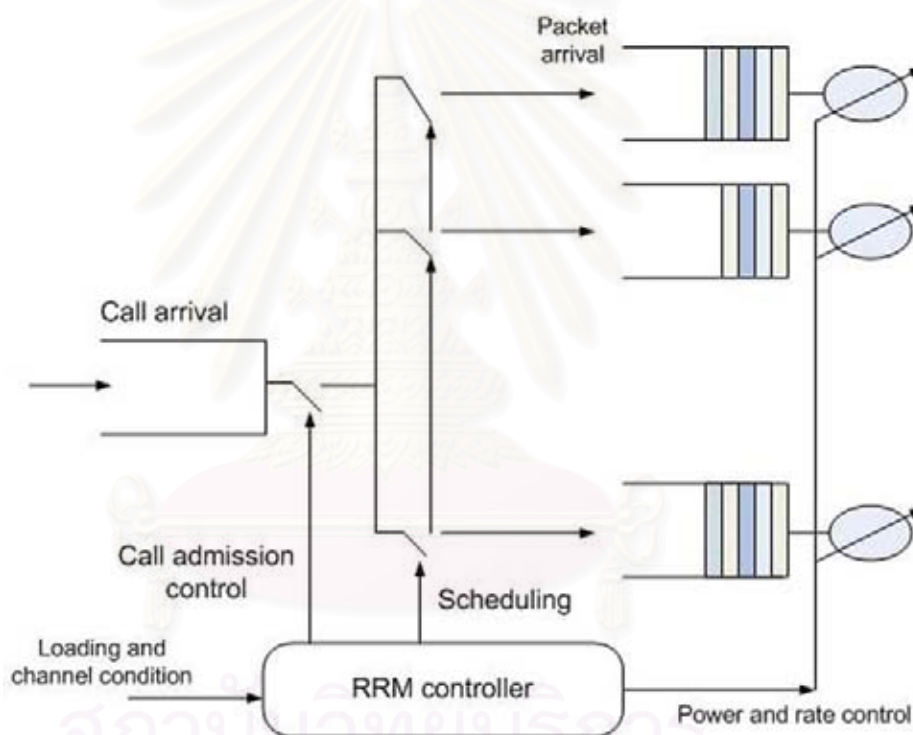 Packet
arrival
Call arrival
Call admission
control
Scheduling
Loading and
channel condition
RRM controller
Power and rate control